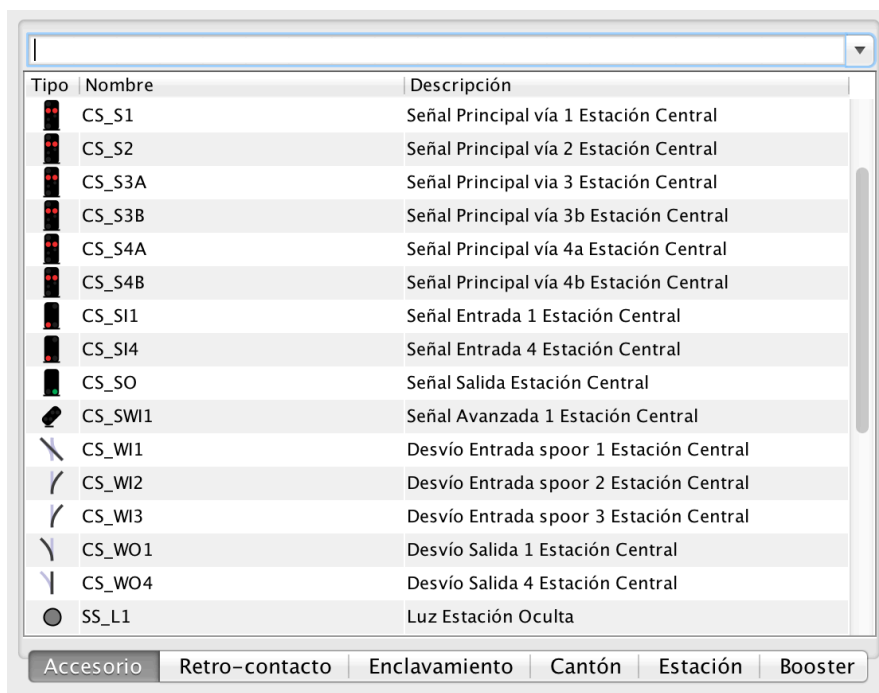 Tipo Nombre Descripción
CS_S1 Señal Principal vía 1 Estación Central
CS_S2 Señal Principal vía 2 Estación Central
CS_S3A Señal Principal via 3 Estación Central
CS_S3B Señal Principal vía 3b Estación Central
CS_S4A Señal Principal vía 4a Estación Central
CS_S4B Señal Principal vía 4b Estación Central
CS_SI1 Señal Entrada 1 Estación Central
CS_SI4 Señal Entrada 4 Estación Central
CS_SO Señal Salida Estación Central
CS_SWI1 Señal Avanzada 1 Estación Central
CS_WI1 Desvío Entrada spoor 1 Estación Central
CS_WI2 Desvío Entrada spoor 2 Estación Central
CS_WI3 Desvío Entrada spoor 3 Estación Central
CS_WO1 Desvío Salida 1 Estación Central
CS_WO4 Desvío Salida 4 Estación Central
SS_L1 Luz Estación Oculta
Accesorio Retro-contacto Enclavamiento Cantón Estación Booster